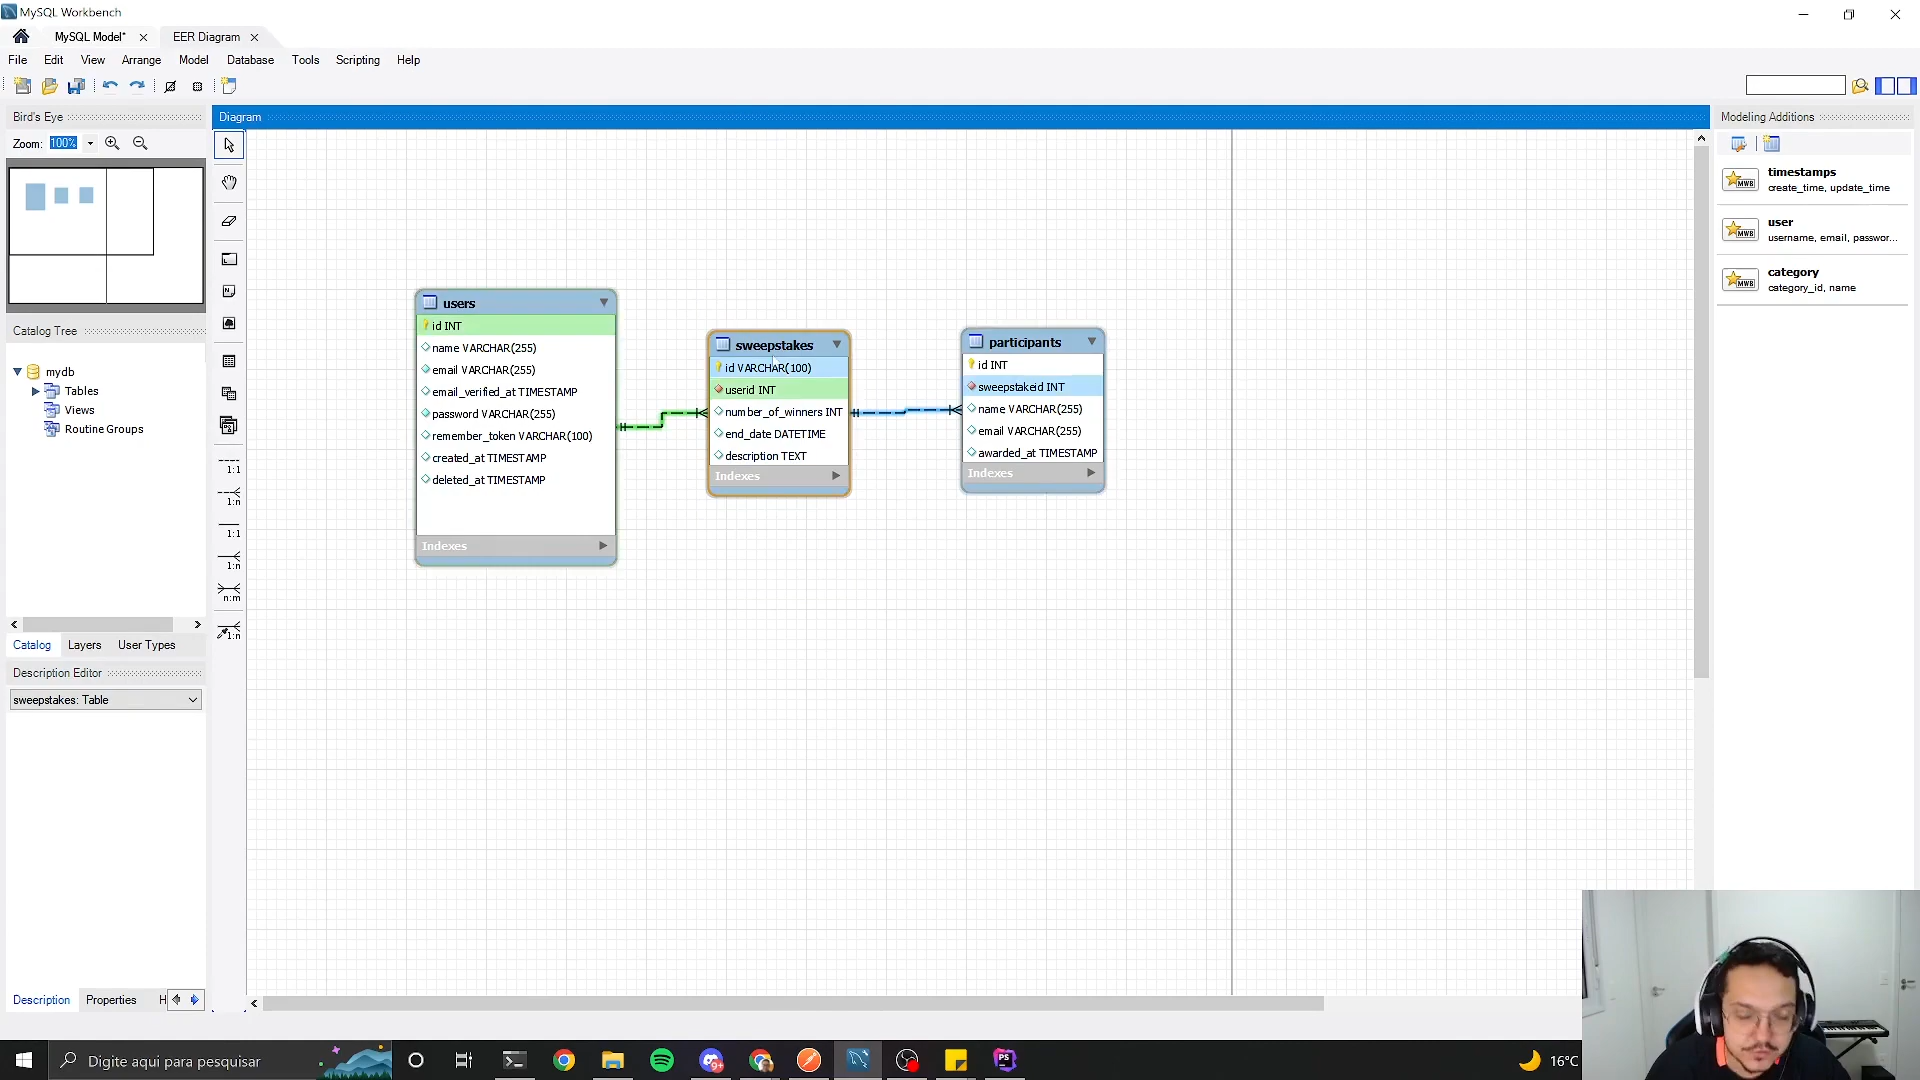 MySQL Workbench
MySQL Model*
EER Diagram
File Edit View Arrange Model Database Tools Scripting Help
Bird's Eye
Zoom: 100%
Catalog Tree
mydb
Tables
Views
Routine Groups
Catalog Layers User Types
Description Editor
sweepstakes: Table
Description Properties H
Diagram
1:1
1:n
1:1
1:n
n:m
1:n
users
id INT
name VARCHAR(255)
email VARCHAR(255)
email_verified_at TIMESTAMP
password VARCHAR(255)
remember_token VARCHAR(100)
created_at TIMESTAMP
deleted_at TIMESTAMP
Indexes
sweepstakes
id VARCHAR(100)
userid INT
number_of_winners INT
end_date DATETIME
description TEXT
Indexes
participants
id INT
sweepstakeid INT
name VARCHAR(255)
email VARCHAR(255)
awarded_at TIMESTAMP
Indexes
Modeling Additions
MWB
timestamps
create_time, update_time
MWB
user
username, email, passwor...
MWB
category
category_id, name
Digite aqui para pesquisar
9+
PS
16°C